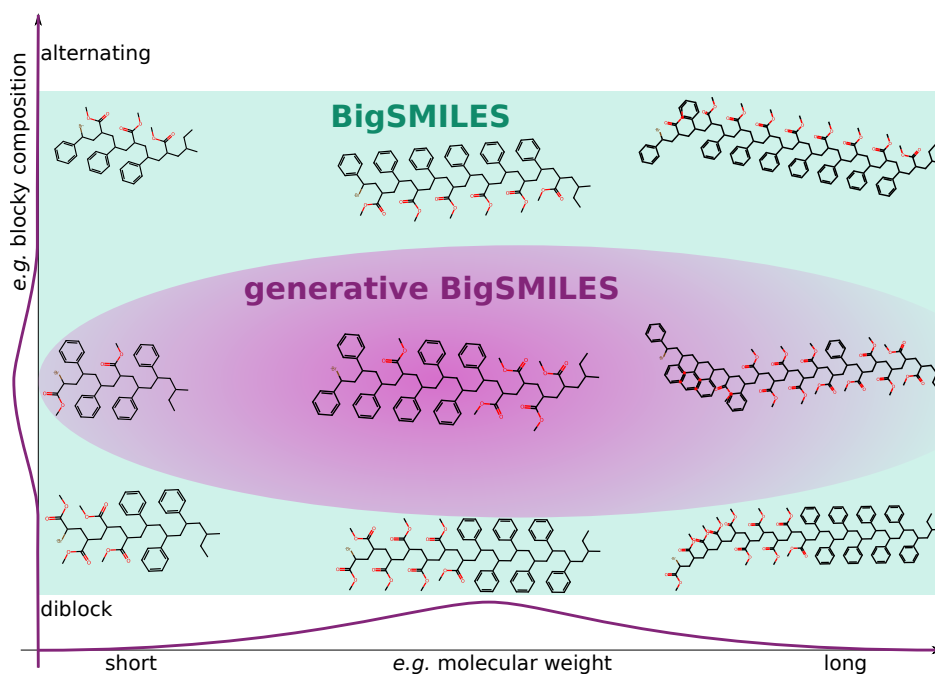 alternating
BigSMILES
e.g. blocky composition
generative BigSMILES
diblock
short
e.g. molecular weight
long